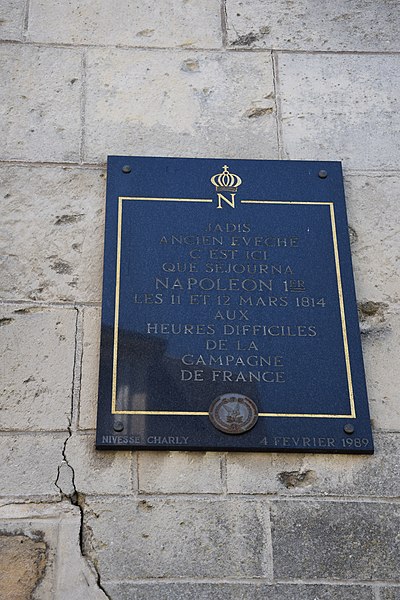 N
JADIS
ANCIEN EVECHÉ
C'EST ICI
QUE SEJOURNA
NAPOLEON 1ER
LES 11 ET 12 MARS 1814
AUX
HEURES DIFFICILES
DE LA
CAMPAGNE
DE FRANCE
NIVESSE CHARLY 4 FEVRIER 1989